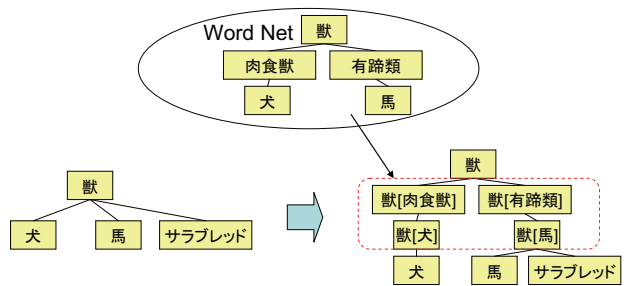 Word Net
獣
肉食獣 有蹄類
犬 馬
獣
犬 馬 サラブレッド
獣
獣[肉食獣] 獣[有蹄類]
獣[犬] 獣[馬]
犬 馬 サラブレッド